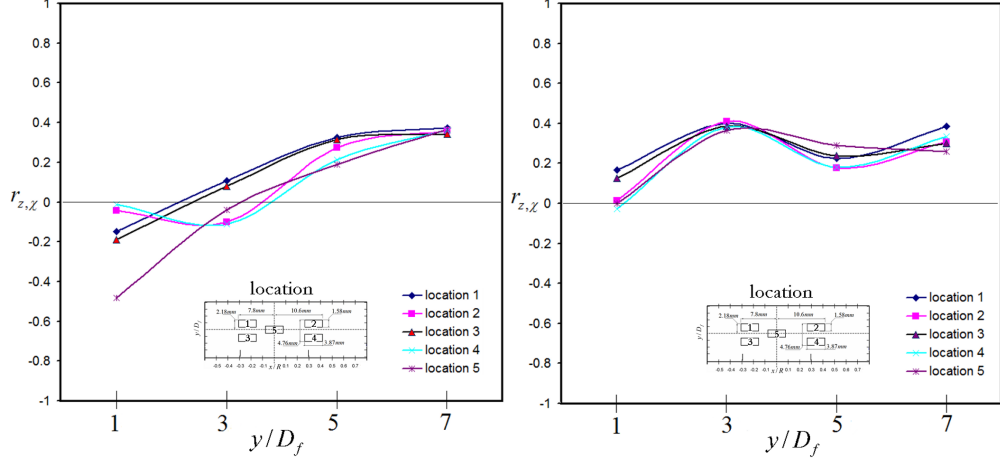 1
0.8
0.6
0.4
0.2
0
-0.2
-0.4
-0.6
-0.8
-1
r_{z,χ}
location
2.18mm 7.8mm 10.6mm 1.58mm
1 2
5
3 4
4.76mm 3.87mm
y/D_f
-0.5 -0.4 -0.3 -0.2 -0.1 0.1 0.2 0.3 0.4 0.5 0.6 0.7
x/R
location 1
location 2
location 3
location 4
location 5
1 3 5 7
y/D_f
1
0.8
0.6
0.4
0.2
0
-0.2
-0.4
-0.6
-0.8
-1
r_{z,χ}
location
2.18mm 7.8mm 10.6mm 1.58mm
1 2
5
3 4
4.76mm 3.87mm
y/D_f
-0.5 -0.4 -0.3 -0.2 -0.1 0.1 0.2 0.3 0.4 0.5 0.6 0.7
x/R
location 1
location 2
location 3
location 4
location 5
1 3 5 7
y/D_f